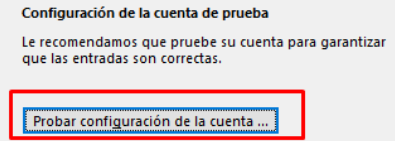 Configuración de la cuenta de prueba
Le recomendamos que pruebe su cuenta para garantizar
que las entradas son correctas.
Probar configuración de la cuenta ...